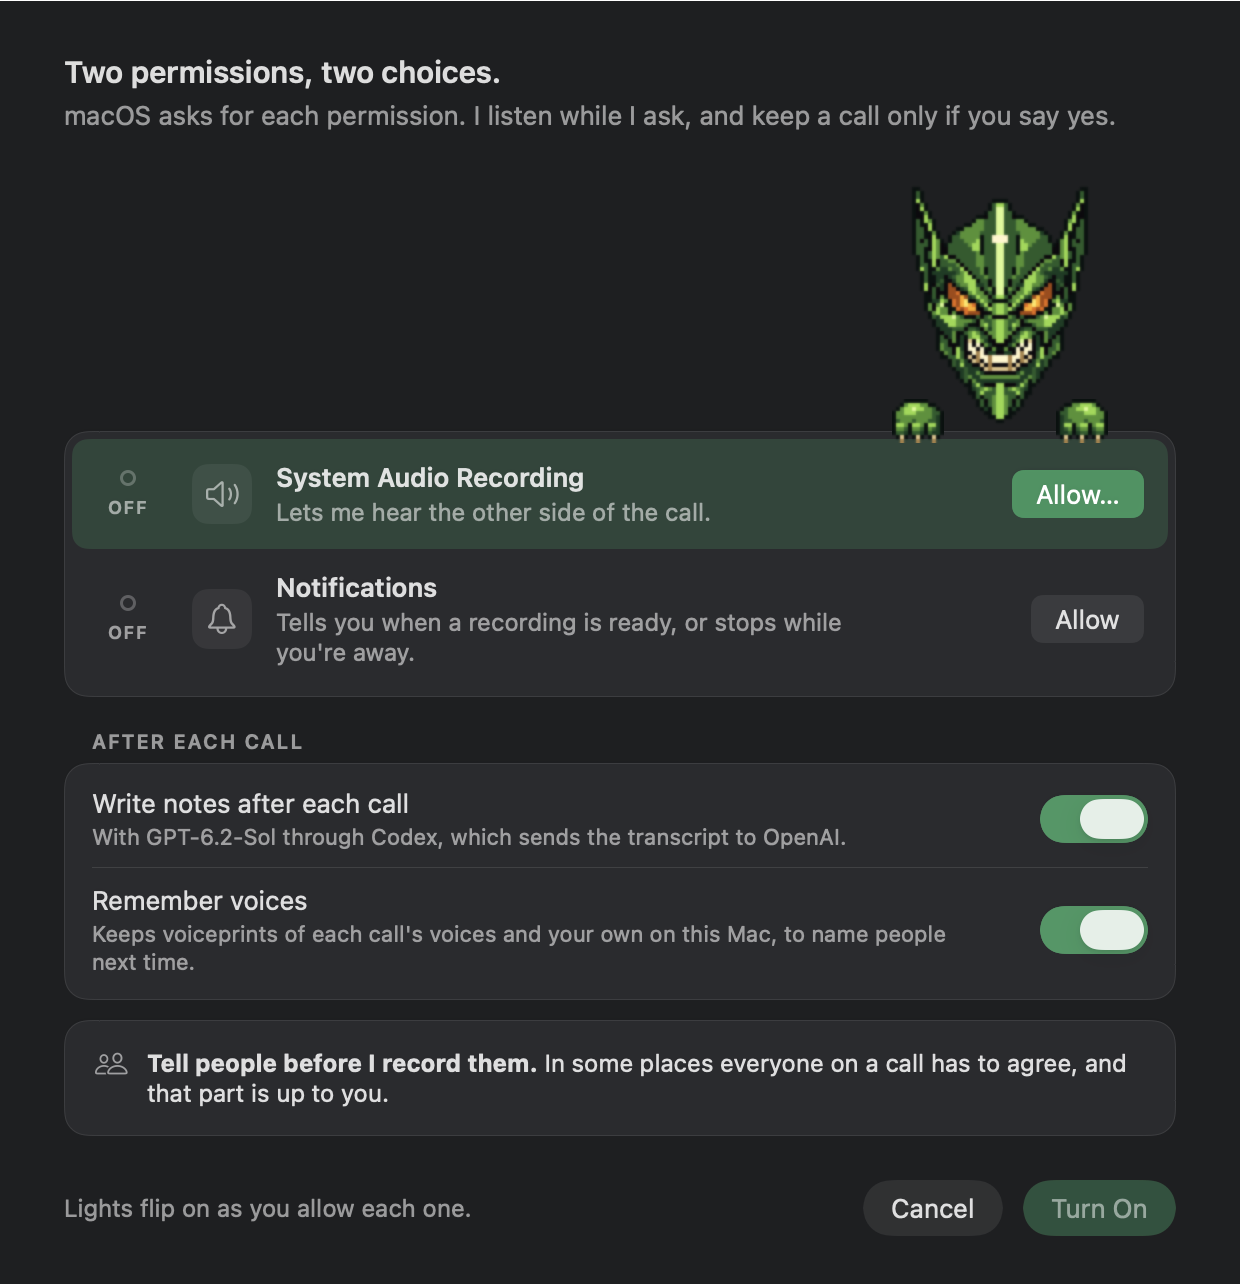 Two permissions, two choices.
macOS asks for each permission. I listen while I ask, and keep a call only if you say yes.
OFF
System Audio Recording
Lets me hear the other side of the call.
Allow...
OFF
Notifications
Tells you when a recording is ready, or stops while
you're away.
Allow
AFTER EACH CALL
Write notes after each call
With GPT-6.2-Sol through Codex, which sends the transcript to OpenAI.
Remember voices
Keeps voiceprints of each call's voices and your own on this Mac, to name people
next time.
Tell people before I record them. In some places everyone on a call has to agree, and
that part is up to you.
Lights flip on as you allow each one.
Cancel
Turn On